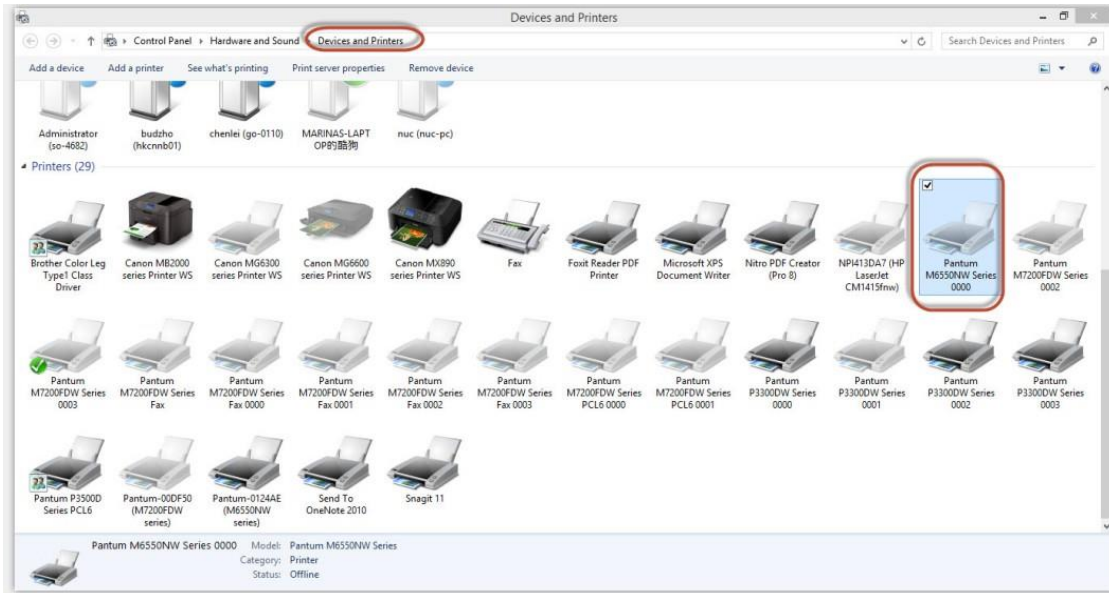 Devices and Printers
Control Panel Hardware and Sound Devices and Printers
Search Devices and Printers
Add a device Add a printer See what's printing Print server properties Remove device
Administrator (so-4682)
budzho (hkcnnb01)
chenlei (go-0110)
MARINAS-LAPTOP的酷狗
nuc (nuc-pc)
Printers (29)
Brother Color Leg Type1 Class Driver
Canon MB2000 series Printer WS
Canon MG6300 series Printer WS
Canon MG6600 series Printer WS
Canon MX890 series Printer WS
Fax
Foxit Reader PDF Printer
Microsoft XPS Document Writer
Nitro PDF Creator (Pro 8)
NPI413DA7 (HP LaserJet CM1415fnw)
Pantum M6550NW Series 0000
Pantum M7200FDW Series 0002
Pantum M7200FDW Series 0003
Pantum M7200FDW Series Fax
Pantum M7200FDW Series Fax 0000
Pantum M7200FDW Series Fax 0001
Pantum M7200FDW Series Fax 0002
Pantum M7200FDW Series Fax 0003
Pantum M7200FDW Series PCL6 0000
Pantum M7200FDW Series PCL6 0001
Pantum P3300DW Series 0000
Pantum P3300DW Series 0001
Pantum P3300DW Series 0002
Pantum P3300DW Series 0003
Pantum P3500D Series PCL6
Pantum-00DF50 (M7200FDW series)
Pantum-0124AE (M6550NW series)
Send To OneNote 2010
Snagit 11
Pantum M6550NW Series 0000 Model: Pantum M6550NW Series
Category: Printer
Status: Offline